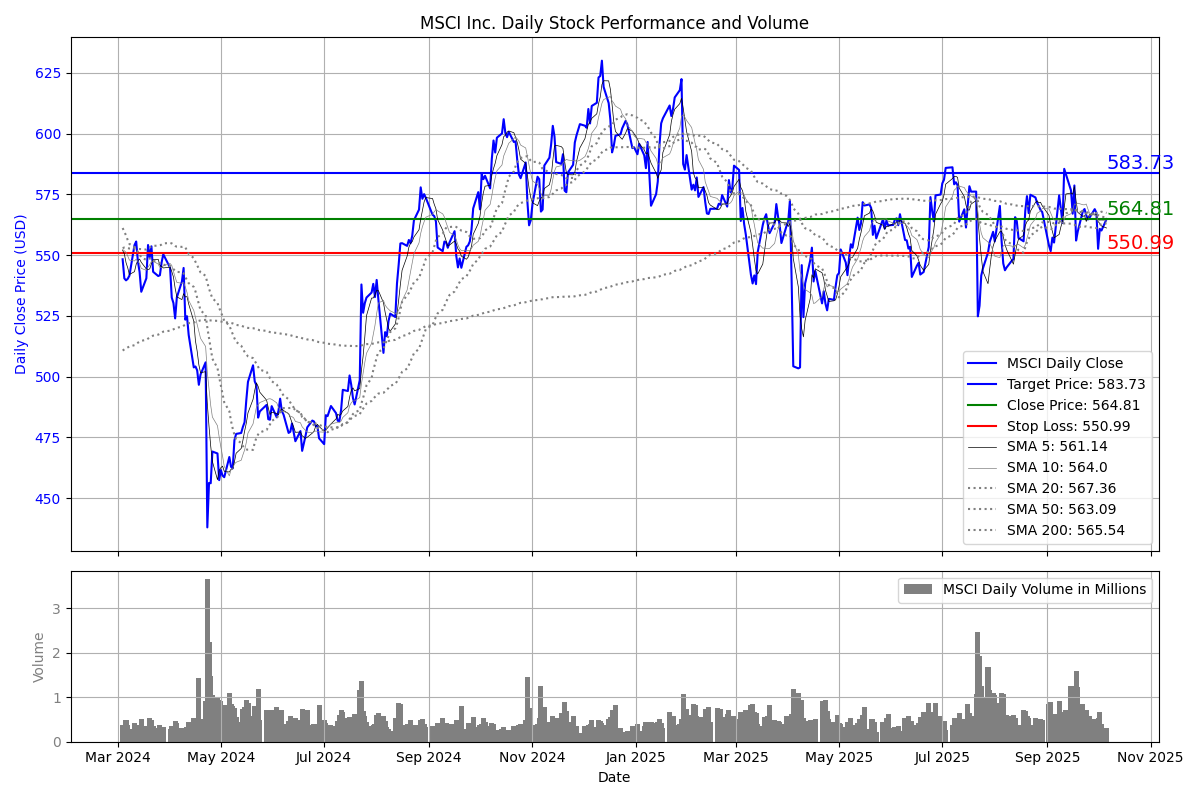 MSCI Inc. Daily Stock Performance and Volume
Daily Close Price (USD)
625
600
575
550
525
500
475
450
583.73
564.81
550.99
MSCI Daily Close
Target Price: 583.73
Close Price: 564.81
Stop Loss: 550.99
SMA 5: 561.14
SMA 10: 564.0
SMA 20: 567.36
SMA 50: 563.09
SMA 200: 565.54
Volume
3
2
1
0
MSCI Daily Volume in Millions
Mar 2024
May 2024
Jul 2024
Sep 2024
Nov 2024
Jan 2025
Mar 2025
May 2025
Jul 2025
Sep 2025
Nov 2025
Date